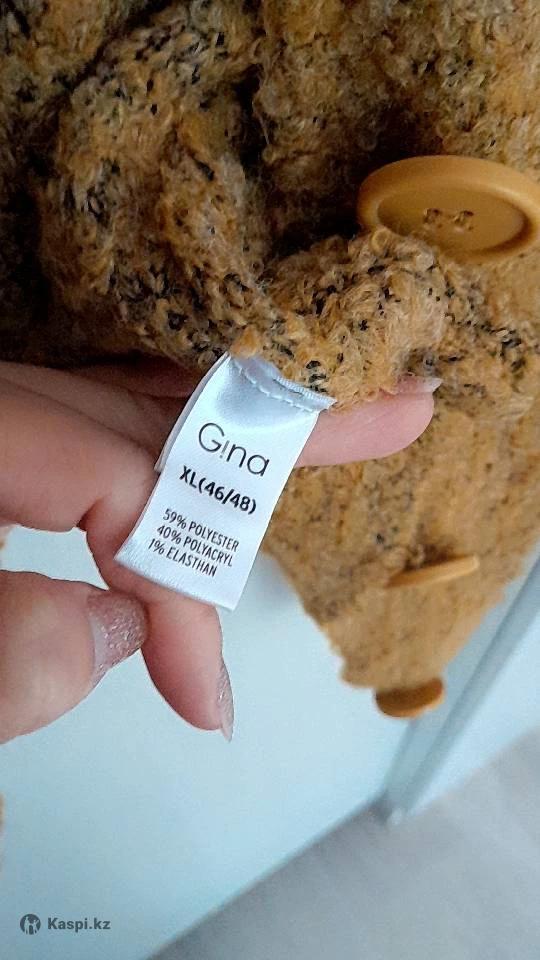 Gina
XL(46/48)
59% POLYESTER
40% POLYACRYL
1% ELASTHAN
Kaspi.kz